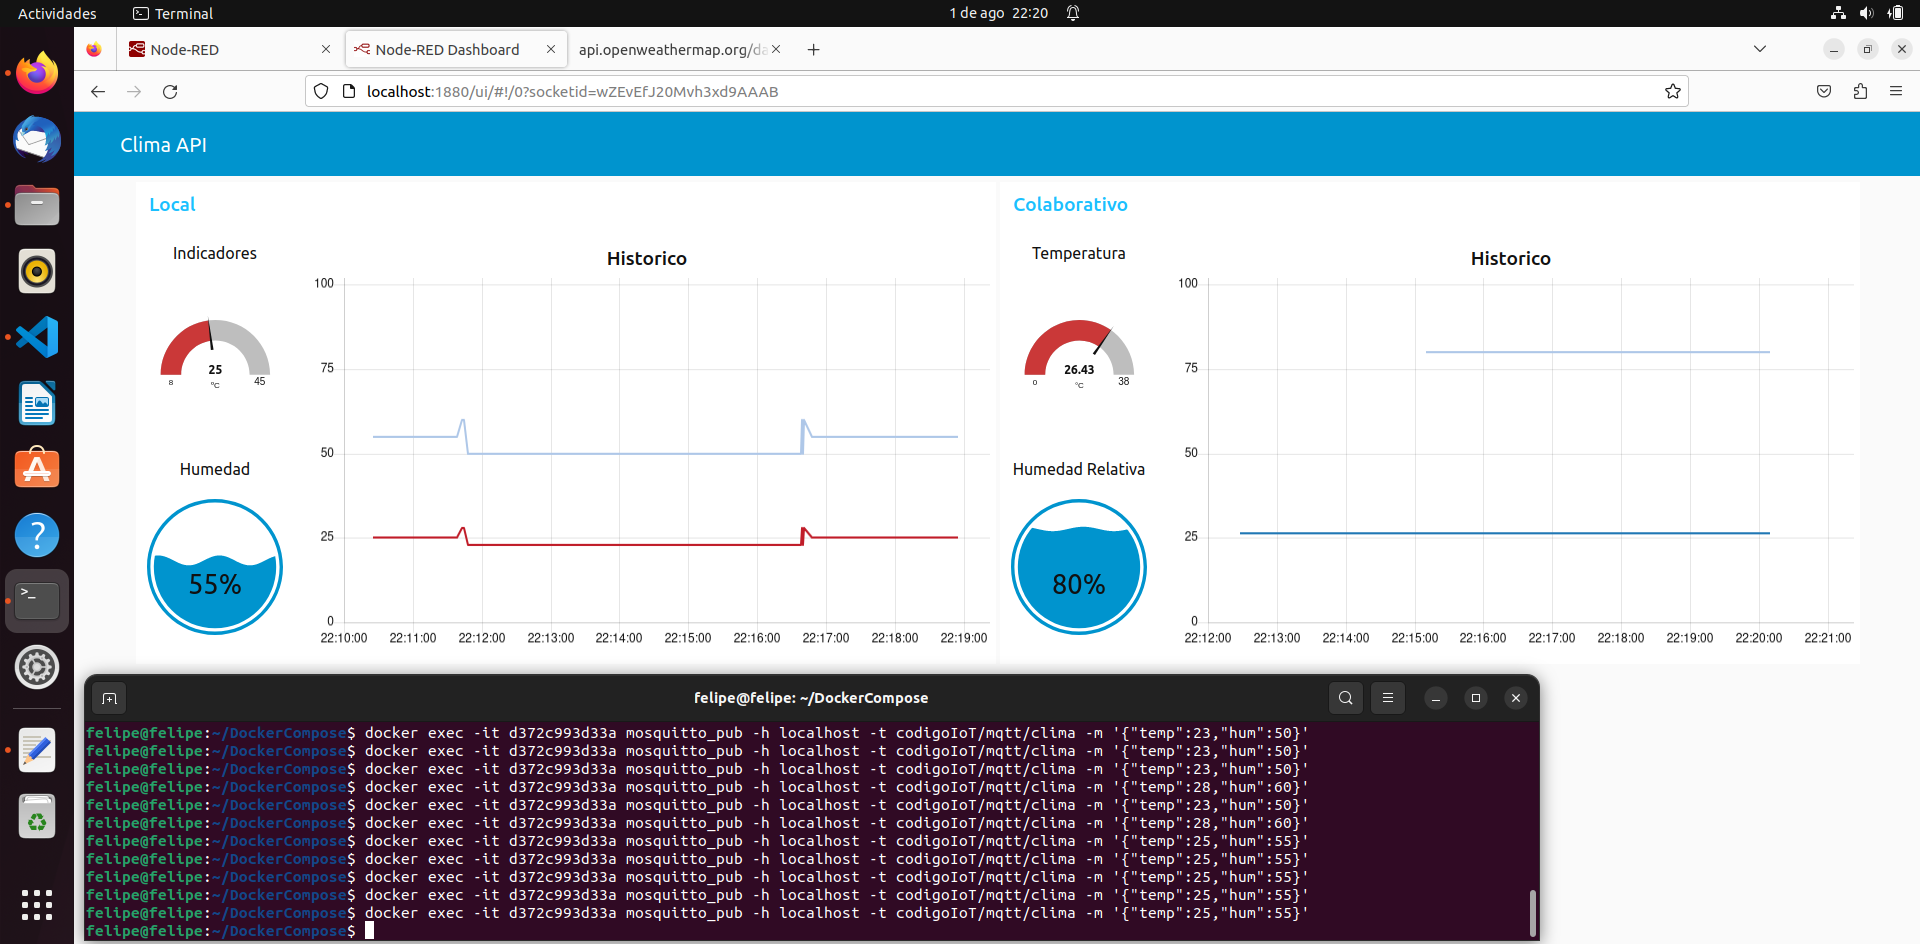 Actividades
Terminal
1 de ago 22:20
Node-RED
Node-RED Dashboard
api.openweathermap.org/da
localhost:1880/ui/#!/0?socketid=wZEvEfJ20Mvh3xd9AAAB
Clima API
Local
Indicadores
25
°C
8
45
Humedad
55%
Historico
100
75
50
25
0
22:10:00 22:11:00 22:12:00 22:13:00 22:14:00 22:15:00 22:16:00 22:17:00 22:18:00 22:19:00
Colaborativo
Temperatura
26.43
°C
0
38
Humedad Relativa
80%
Historico
100
75
50
25
0
22:12:00 22:13:00 22:14:00 22:15:00 22:16:00 22:17:00 22:18:00 22:19:00 22:20:00 22:21:00
felipe@felipe: ~/DockerCompose
felipe@felipe:~/DockerCompose$ docker exec -it d372c993d33a mosquitto_pub -h localhost -t codigoIoT/mqtt/clima -m '{"temp":23,"hum":50}'
felipe@felipe:~/DockerCompose$ docker exec -it d372c993d33a mosquitto_pub -h localhost -t codigoIoT/mqtt/clima -m '{"temp":23,"hum":50}'
felipe@felipe:~/DockerCompose$ docker exec -it d372c993d33a mosquitto_pub -h localhost -t codigoIoT/mqtt/clima -m '{"temp":23,"hum":50}'
felipe@felipe:~/DockerCompose$ docker exec -it d372c993d33a mosquitto_pub -h localhost -t codigoIoT/mqtt/clima -m '{"temp":28,"hum":60}'
felipe@felipe:~/DockerCompose$ docker exec -it d372c993d33a mosquitto_pub -h localhost -t codigoIoT/mqtt/clima -m '{"temp":23,"hum":50}'
felipe@felipe:~/DockerCompose$ docker exec -it d372c993d33a mosquitto_pub -h localhost -t codigoIoT/mqtt/clima -m '{"temp":28,"hum":60}'
felipe@felipe:~/DockerCompose$ docker exec -it d372c993d33a mosquitto_pub -h localhost -t codigoIoT/mqtt/clima -m '{"temp":25,"hum":55}'
felipe@felipe:~/DockerCompose$ docker exec -it d372c993d33a mosquitto_pub -h localhost -t codigoIoT/mqtt/clima -m '{"temp":25,"hum":55}'
felipe@felipe:~/DockerCompose$ docker exec -it d372c993d33a mosquitto_pub -h localhost -t codigoIoT/mqtt/clima -m '{"temp":25,"hum":55}'
felipe@felipe:~/DockerCompose$ docker exec -it d372c993d33a mosquitto_pub -h localhost -t codigoIoT/mqtt/clima -m '{"temp":25,"hum":55}'
felipe@felipe:~/DockerCompose$ docker exec -it d372c993d33a mosquitto_pub -h localhost -t codigoIoT/mqtt/clima -m '{"temp":25,"hum":55}'
felipe@felipe:~/DockerCompose$